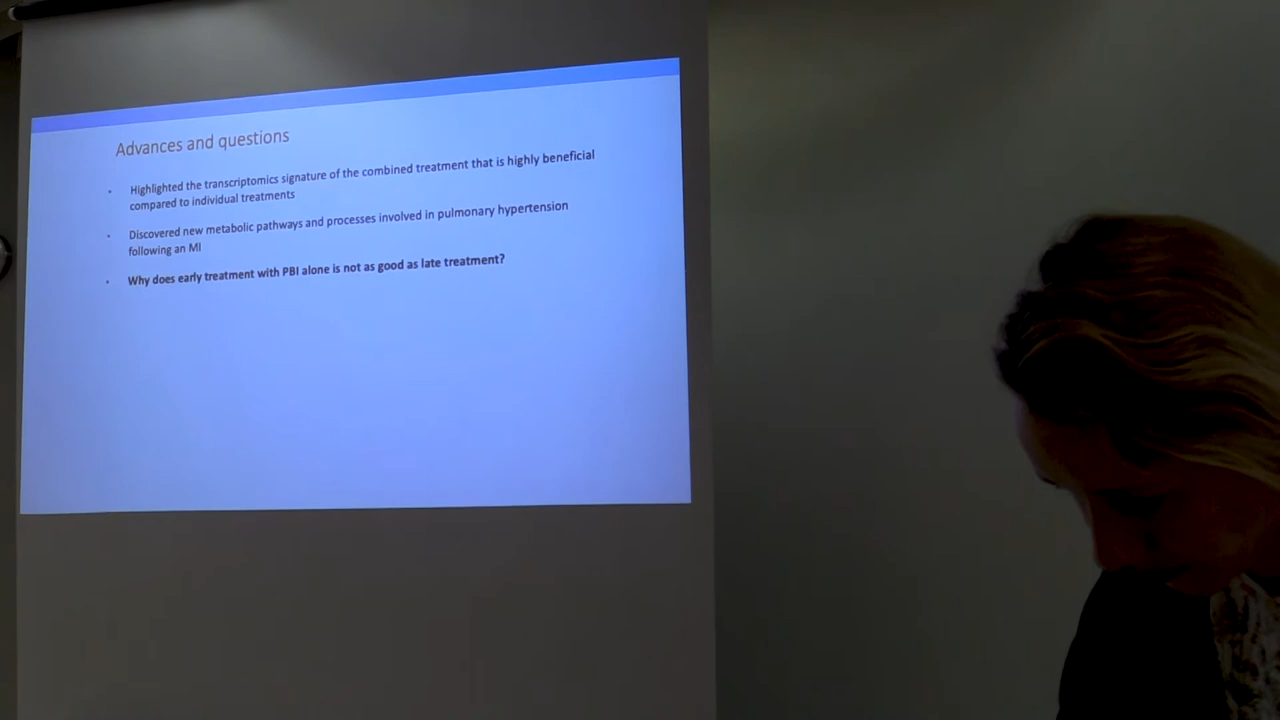 Advances and questions
Highlighted the transcriptomics signature of the combined treatment that is highly beneficial
compared to individual treatments
Discovered new metabolic pathways and processes involved in pulmonary hypertension
following an MI
Why does early treatment with PBI alone is not as good as late treatment?